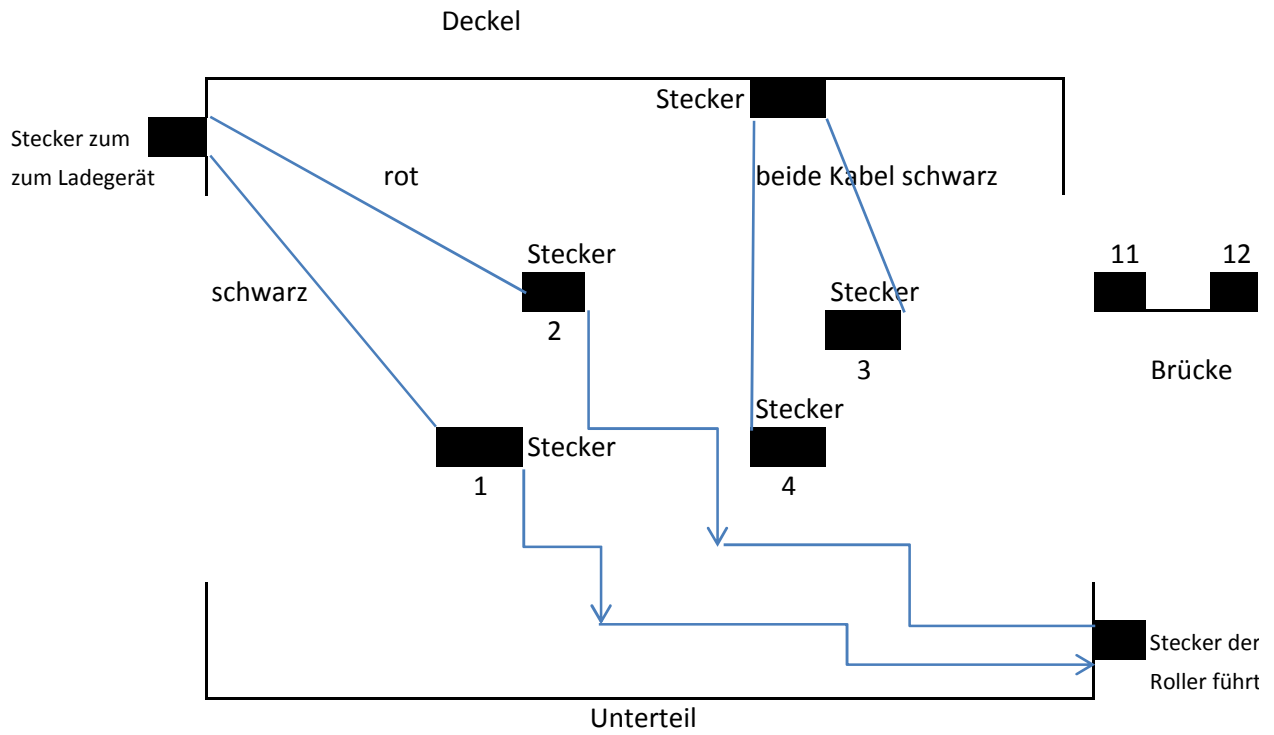 Deckel
Stecker
Stecker zum
zum Ladegerät
rot
beide Kabel schwarz
Stecker
11
12
schwarz
Stecker
2
3
Brücke
Stecker
Stecker
1
4
Stecker der
Roller führt
Unterteil